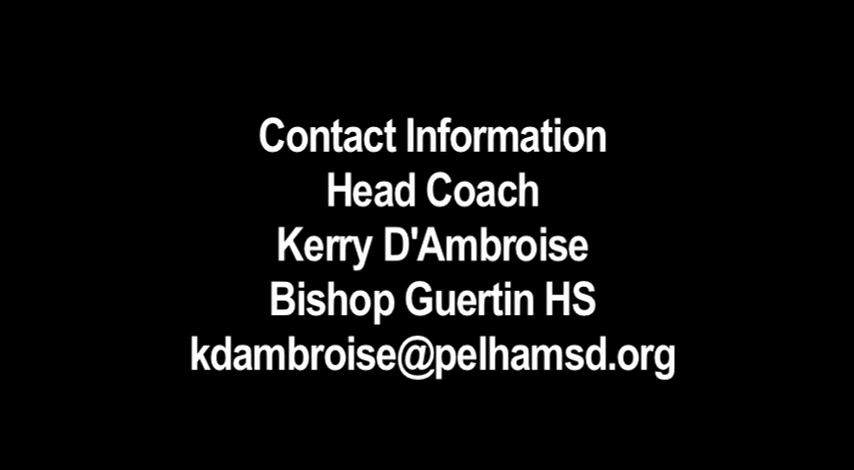 Contact Information
Head Coach
Kerry D'Ambroise
Bishop Guertin HS
kdambroise@pelhamsd.org